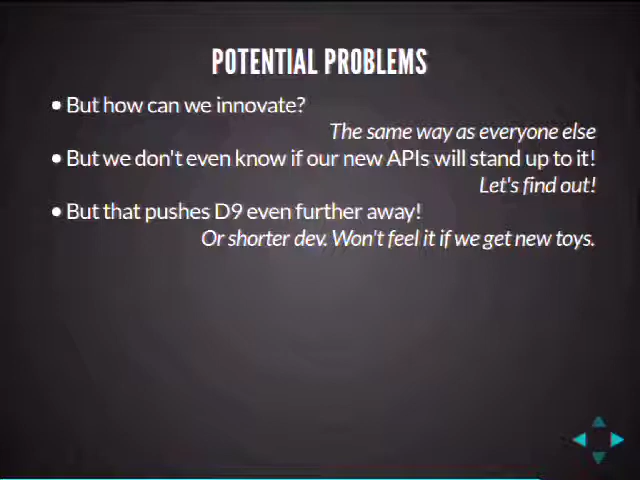 POTENTIAL PROBLEMS
• But how can we innovate?
The same way as everyone else
• But we don't even know if our new APIs will stand up to it!
Let's find out!
• But that pushes D9 even further away!
Or shorter dev. Won't feel it if we get new toys.